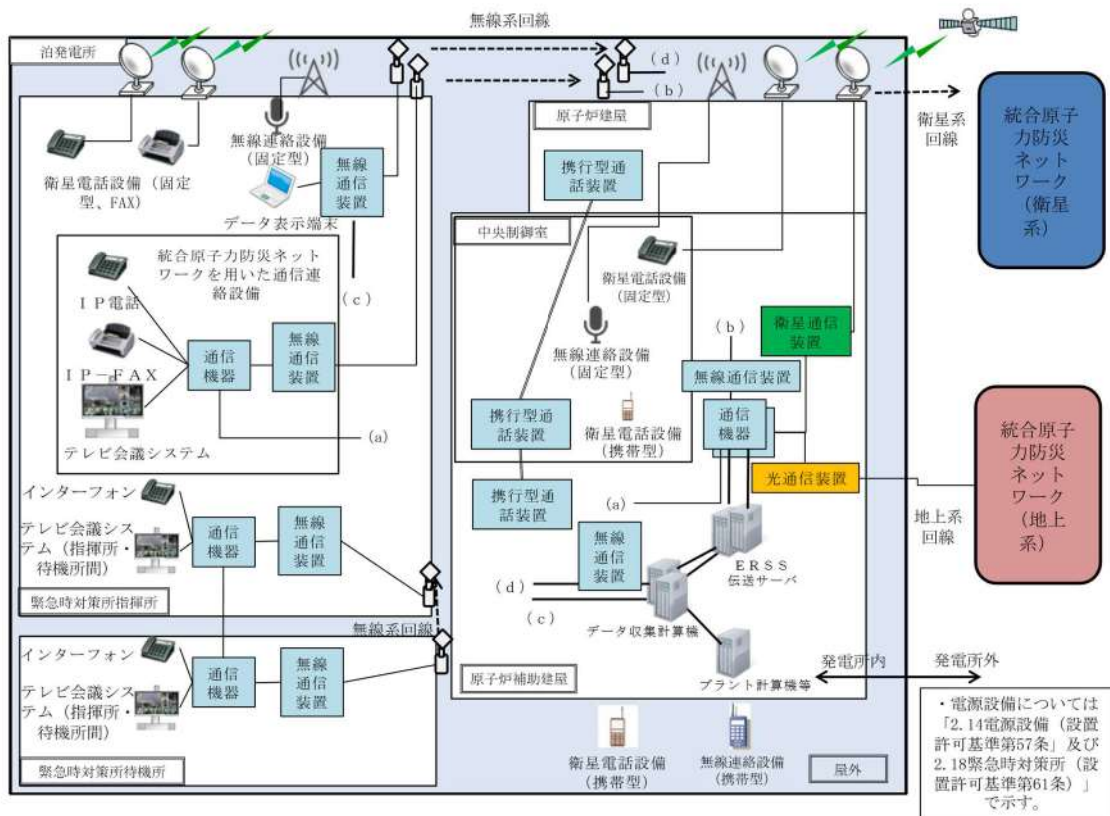 無線系回線
泊発電所
(d)
(b)
衛星電話設備（固定
型、FAX）
無線連絡設備
（固定型）
データ表示端末
無線
通信
装置
(c)
統合原子力防災ネット
ワークを用いた通信連
絡設備
ＩＰ電話
ＩＰ－ＦＡＸ
テレビ会議システム
通信
機器
無線
通信
装置
(a)
インターフォン
テレビ会議シス
テム（指揮所・
待機所間）
通信
機器
無線
通信
装置
緊急時対策所指揮所
無線系回線
インターフォン
テレビ会議シス
テム（指揮所・
待機所間）
通信
機器
無線
通信
装置
緊急時対策所待機所
原子炉建屋
携行型通
話装置
中央制御室
衛星電話設備
（固定型）
無線連絡設備
（固定型）
携行型通
話装置
衛星電話設備
（携帯型）
携行型通
話装置
(b)
衛星通信
装置
無線通信装置
通信
機器
光通信装置
(a)
無線
通信
装置
(d)
(c)
ＥＲＳＳ
伝送サーバ
データ収集計算機
プラント計算機等
原子炉補助建屋
衛星電話設備
（携帯型）
無線連絡設備
（携帯型）
屋外
衛星系
回線
統合原子
力防災
ネット
ワーク
（衛星
系）
地上系
回線
統合原子
力防災
ネット
ワーク
（地上
系）
発電所内
発電所外
・電源設備については
「2.14電源設備（設置
許可基準第57条」及び
2.18緊急時対策所（設
置許可基準第61条）」
で示す。